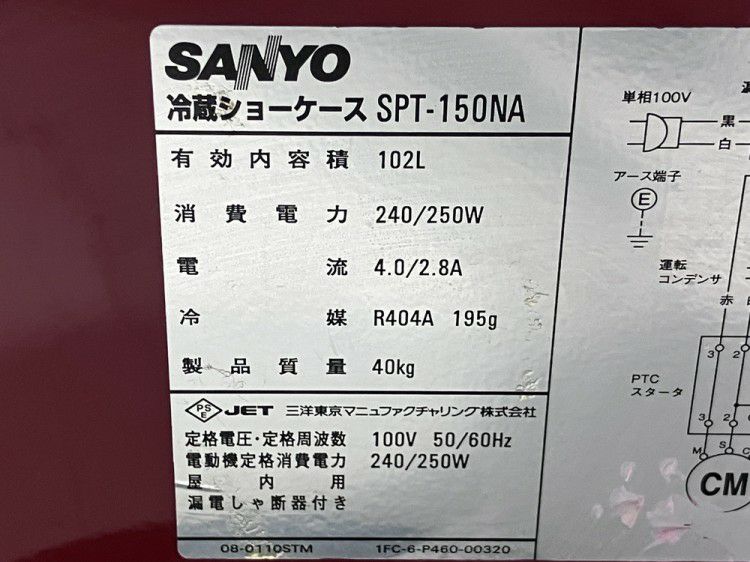 SANYO
冷蔵ショーケース SPT-150NA
有効内容積 102L
消費電力 240/250W
電流 4.0/2.8A
冷媒 R404A 195g
製品質量 40kg
PSE JET 三洋東京マニュファクチャリング株式会社
定格電圧・定格周波数 100V 50/60Hz
電動機定格消費電力 240/250W
屋内用
漏電しゃ断器付き
08-0110STM 1FC-6-P460-00320
単相100V
黒
白
アース端子
E
運転
コンデンサ
赤
3 2
PTC
スタータ
3 2
M S C
CM